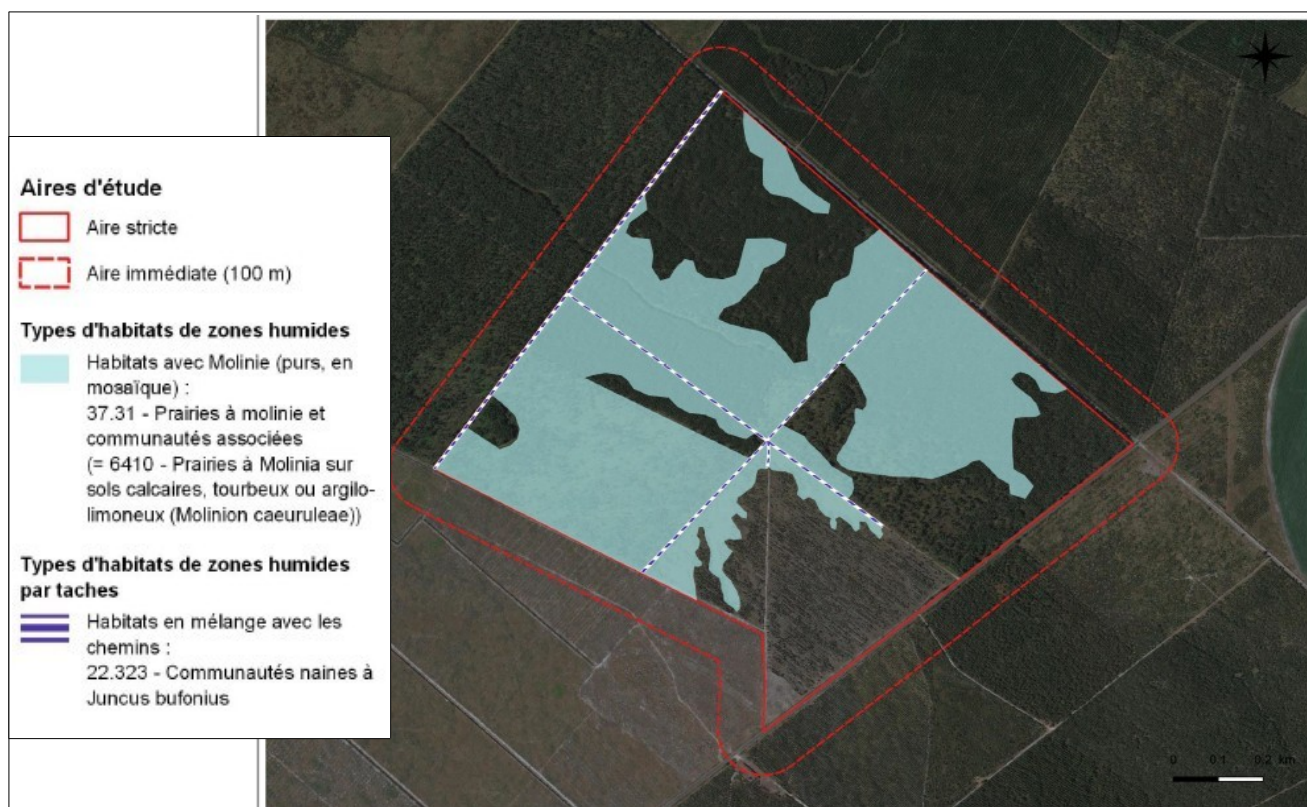 Aires d'étude
Aire stricte
Aire immédiate (100 m)
Types d'habitats de zones humides
Habitats avec Molinie (purs, en
mosaïque) :
37.31 - Prairies à molinie et
communautés associées
(= 6410 - Prairies à Molinia sur
sols calcaires, tourbeux ou argilo-
limoneux (Molinion caeuruleae))
Types d'habitats de zones humides
par taches
Habitats en mélange avec les
chemins :
22.323 - Communautés naines à
Juncus bufonius
0 0,1 0,2 km